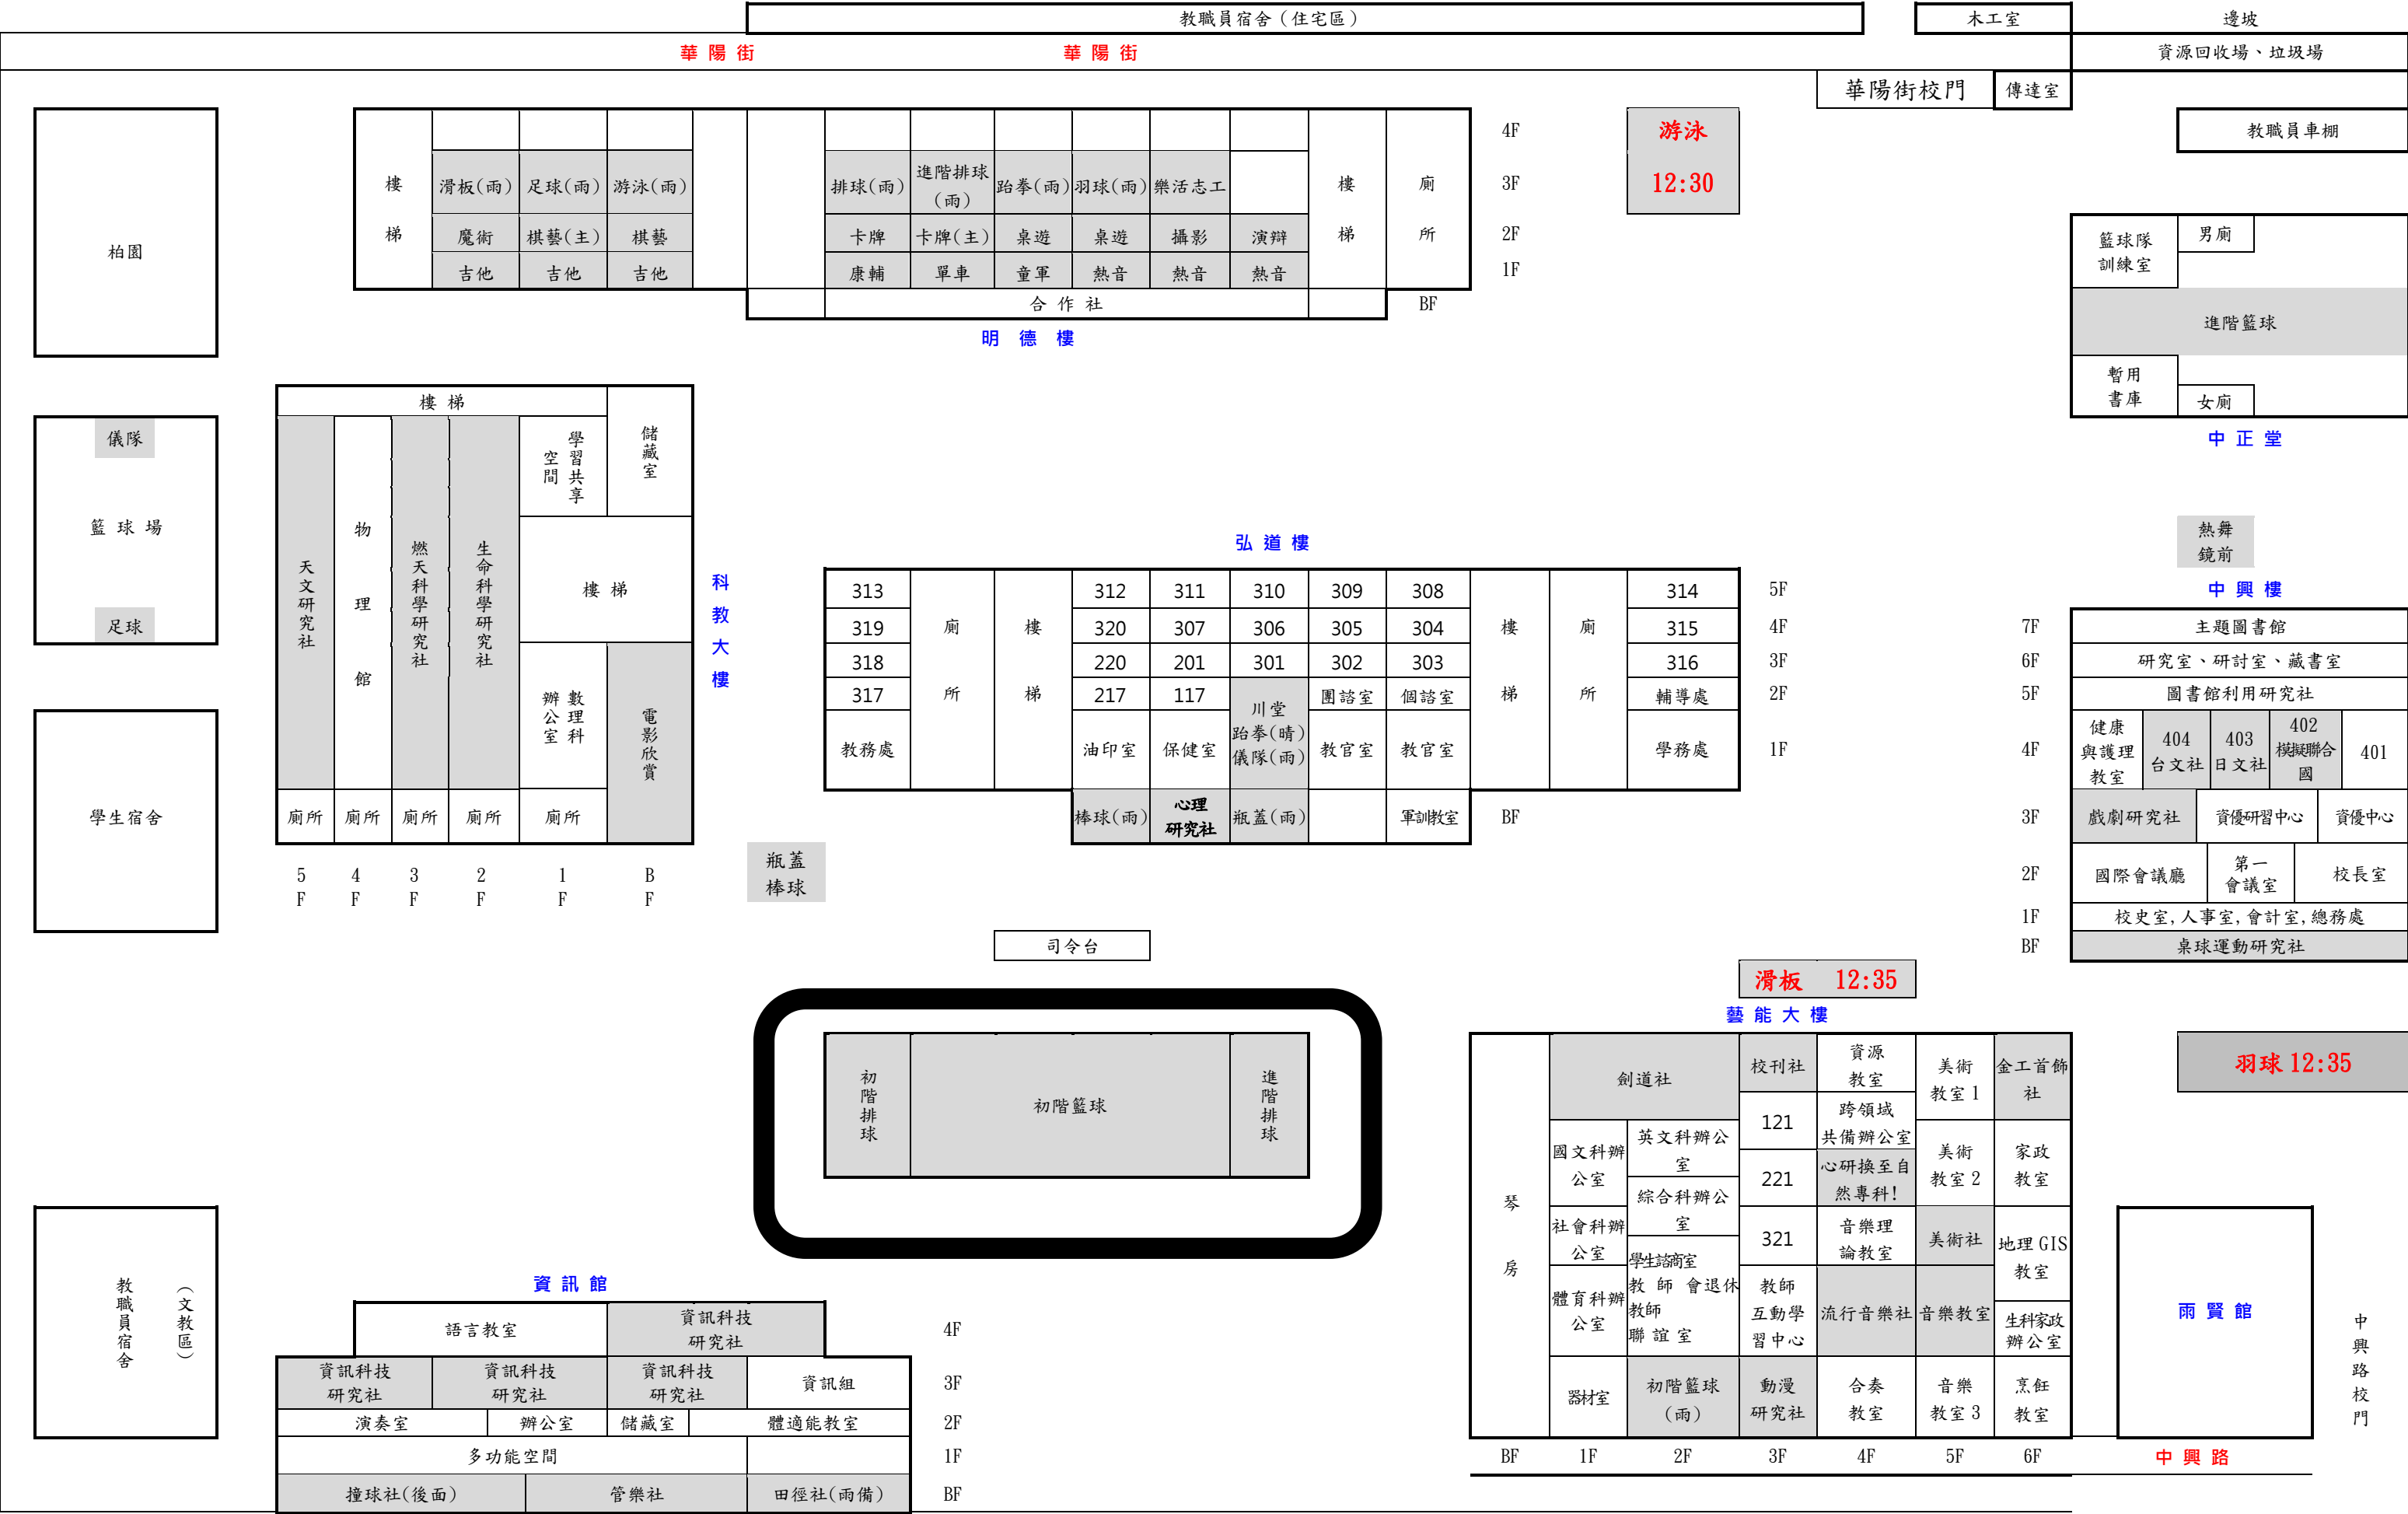 教職員宿舍（住宅區）
木工室
邊坡
華 陽 街
華 陽 街
資源回收場、垃圾場
華陽街校門
傳達室
柏園
樓
梯
滑板(雨)
足球(雨)
游泳(雨)
魔術
棋藝(主)
棋藝
吉他
吉他
吉他
排球(雨)
進階排球
(雨)
跆拳(雨)
羽球(雨)
樂活志工
卡牌
卡牌(主)
桌遊
桌遊
攝影
演辯
康輔
單車
童軍
熱音
熱音
熱音
樓
梯
廁
所
4F
3F
2F
1F
合 作 社
BF
明 德 樓
游泳
12:30
教職員車棚
籃球隊
訓練室
男廁
進階籃球
暫用
書庫
女廁
中 正 堂
儀隊
籃 球 場
足球
學生宿舍
樓 梯
天文研究社
物理館
燃天科學研究社
生命科學研究社
學習共享
空間
儲藏室
樓 梯
數理科
辦公室
電影欣賞
廁所
廁所
廁所
廁所
廁所
5
F
4
F
3
F
2
F
1
F
B
F
科
教
大
樓
弘 道 樓
313
廁
所
樓
梯
312
311
310
309
308
樓
梯
廁
所
314
5F
319
320
307
306
305
304
315
4F
318
220
201
301
302
303
316
3F
317
217
117
川堂
跆拳(晴)
儀隊(雨)
團諮室
個諮室
輔導處
2F
教務處
油印室
保健室
教官室
教官室
學務處
1F
棒球(雨)
心理
研究社
瓶蓋(雨)
軍訓教室
BF
瓶蓋
棒球
熱舞
鏡前
中 興 樓
7F
主題圖書館
6F
研究室、研討室、藏書室
5F
圖書館利用研究社
4F
健康
與護理
教室
404
台文社
403
日文社
402
模擬聯合
國
401
3F
戲劇研究社
資優研習中心
資優中心
2F
國際會議廳
第一
會議室
校長室
1F
校史室,人事室,會計室,總務處
BF
桌球運動研究社
司令台
初階排球
初階籃球
進階排球
滑板 12:35
藝 能 大 樓
琴
房
劍道社
校刊社
資源
教室
美術
教室 1
金工首飾
社
國文科辦
公室
英文科辦公
室
121
跨領域
共備辦公室
美術
教室 2
家政
教室
綜合科辦公
室
221
心研換至自
然專科!
社會科辦
公室
321
音樂理
論教室
美術社
地理 GIS
教室
學生諮商室
教 師 會退休
教師
聯 誼 室
體育科辦
公室
教師
互動學
習中心
流行音樂社
音樂教室
生科家政
辦公室
器材室
初階籃球
(雨)
動漫
研究社
合奏
教室
音樂
教室 3
烹飪
教室
BF
1F
2F
3F
4F
5F
6F
羽球 12:35
雨 賢 館
中
興
路
校
門
中 興 路
教職員宿舍
（文教區）
資 訊 館
語言教室
資訊科技
研究社
4F
資訊科技
研究社
資訊科技
研究社
資訊科技
研究社
資訊組
3F
演奏室
辦公室
儲藏室
體適能教室
2F
多功能空間
1F
撞球社(後面)
管樂社
田徑社(雨備)
BF